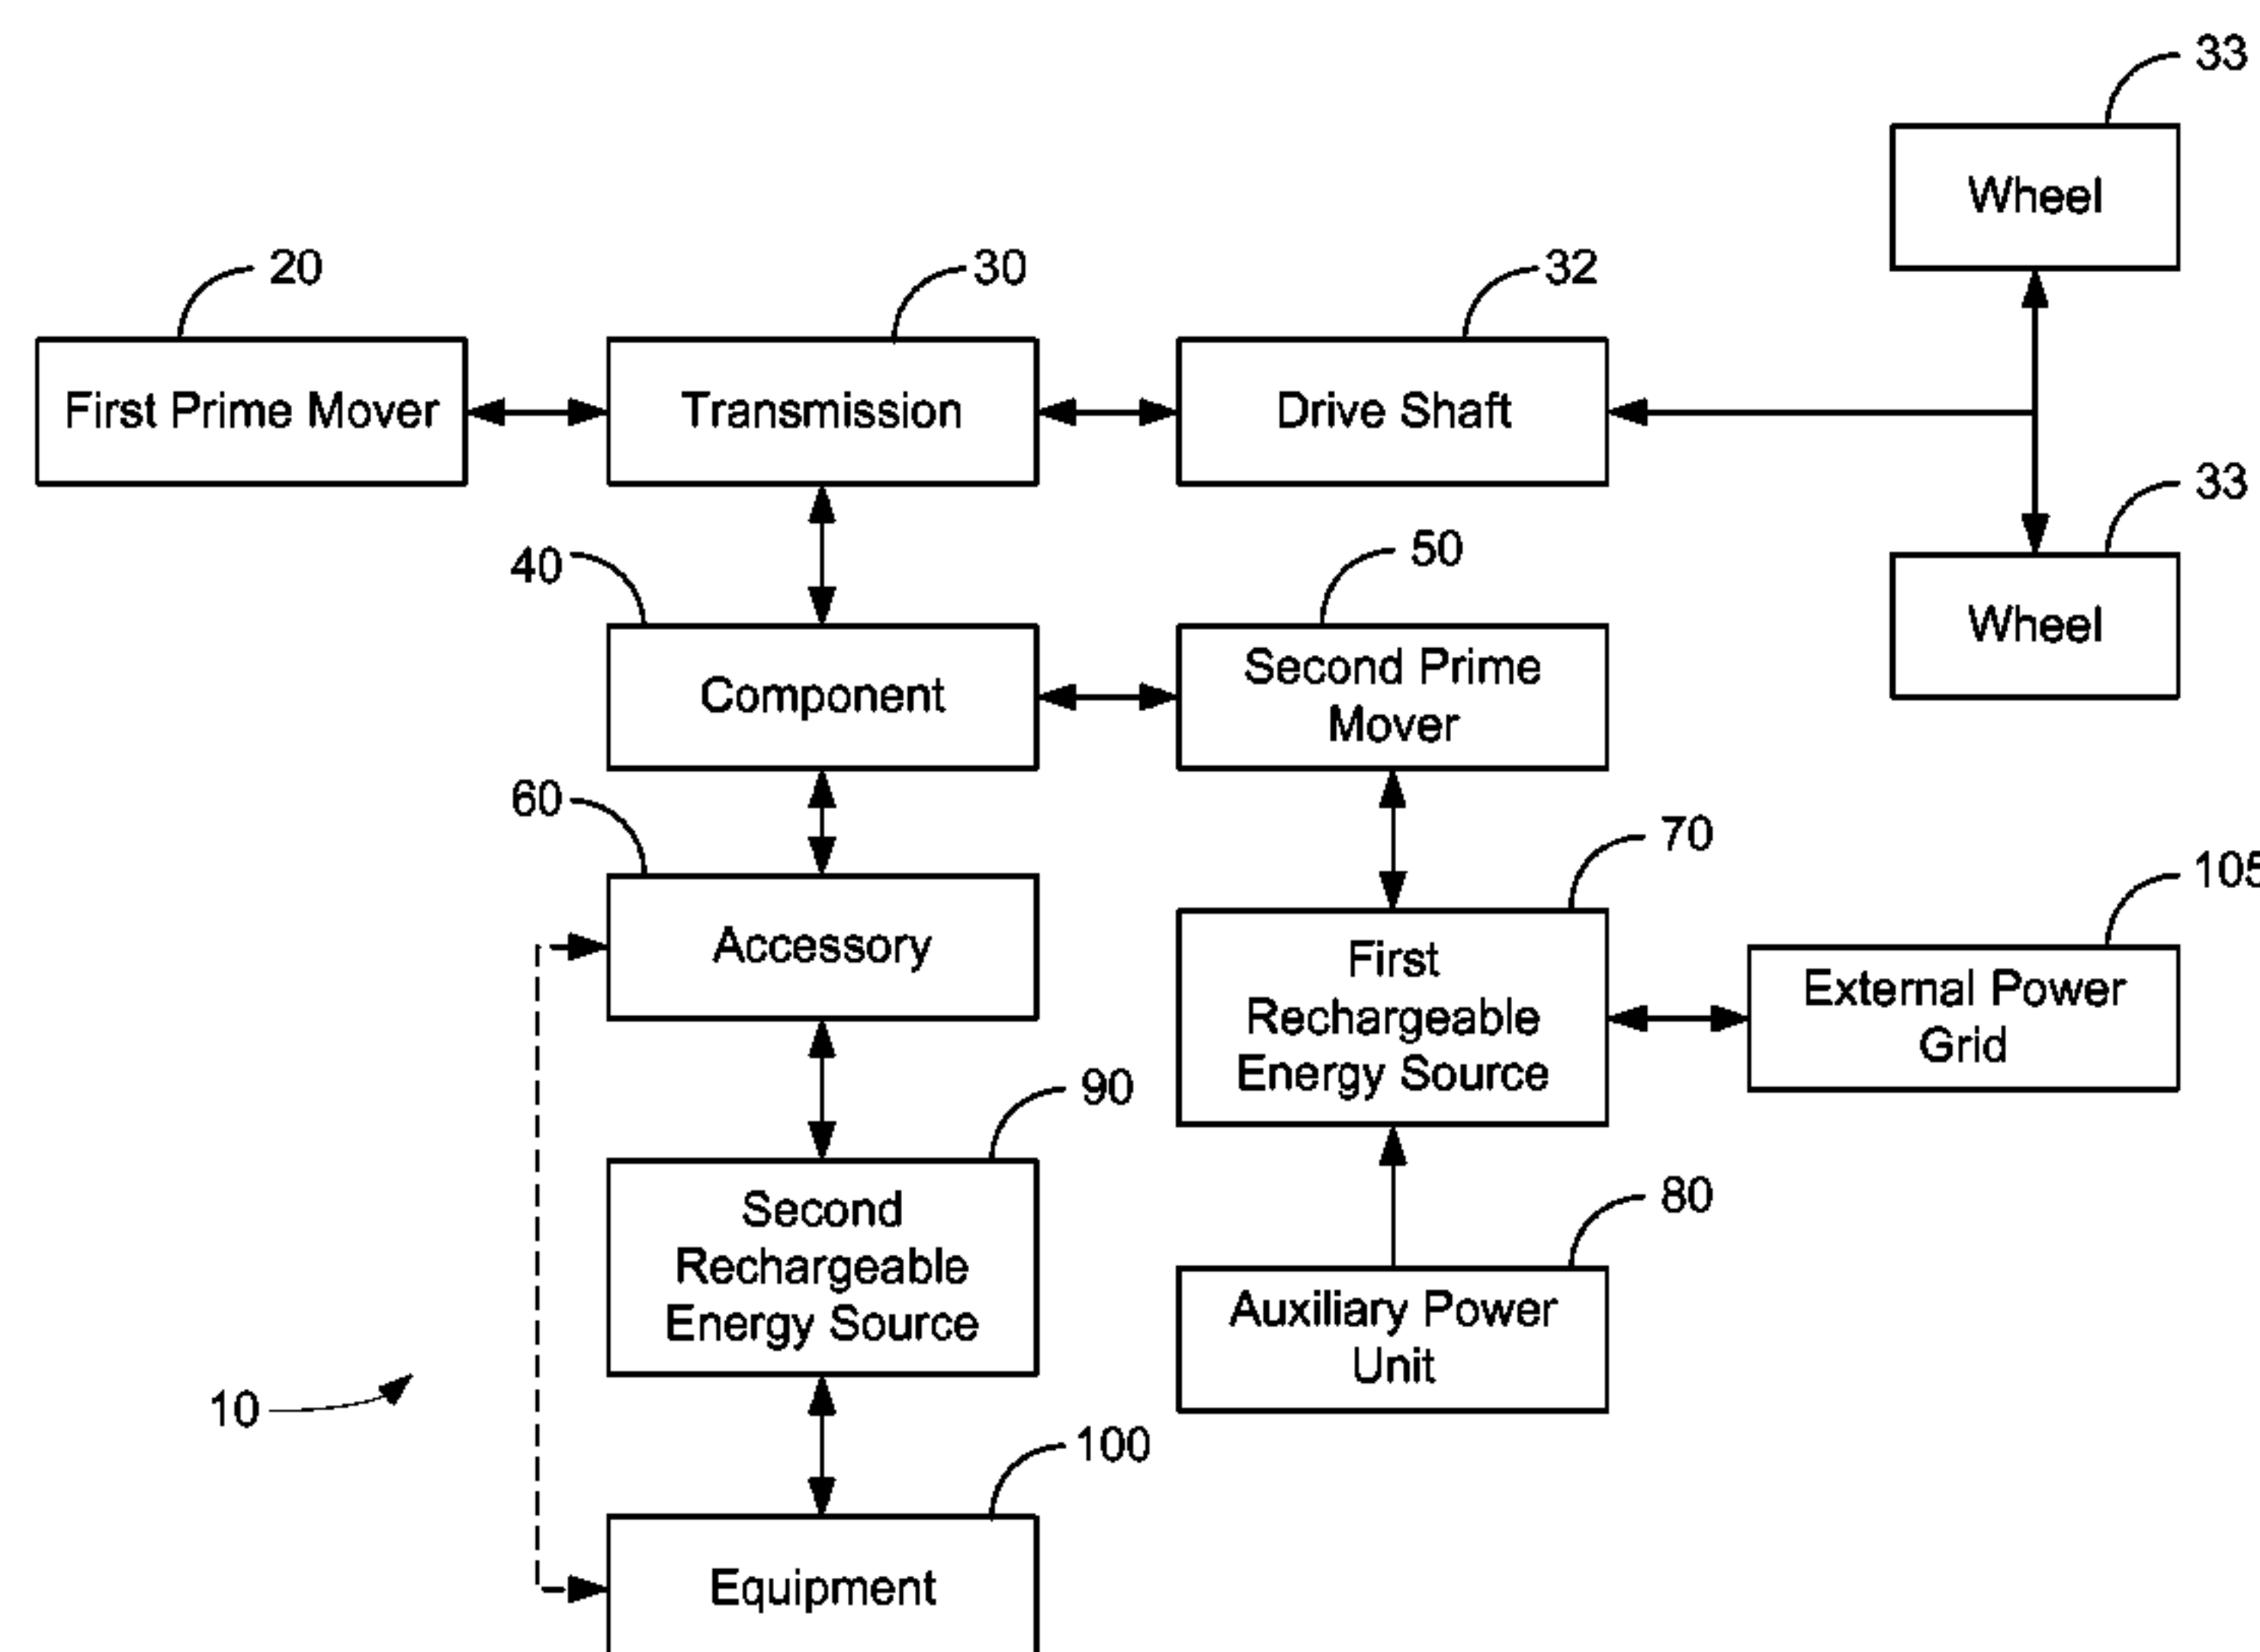 33
Wheel
20
30
32
First Prime Mover
Transmission
Drive Shaft
33
Wheel
40
50
Component
Second Prime
Mover
60
70
105
Accessory
First
Rechargeable
Energy Source
External Power
Grid
90
80
Second
Rechargeable
Energy Source
Auxiliary Power
Unit
10
100
Equipment